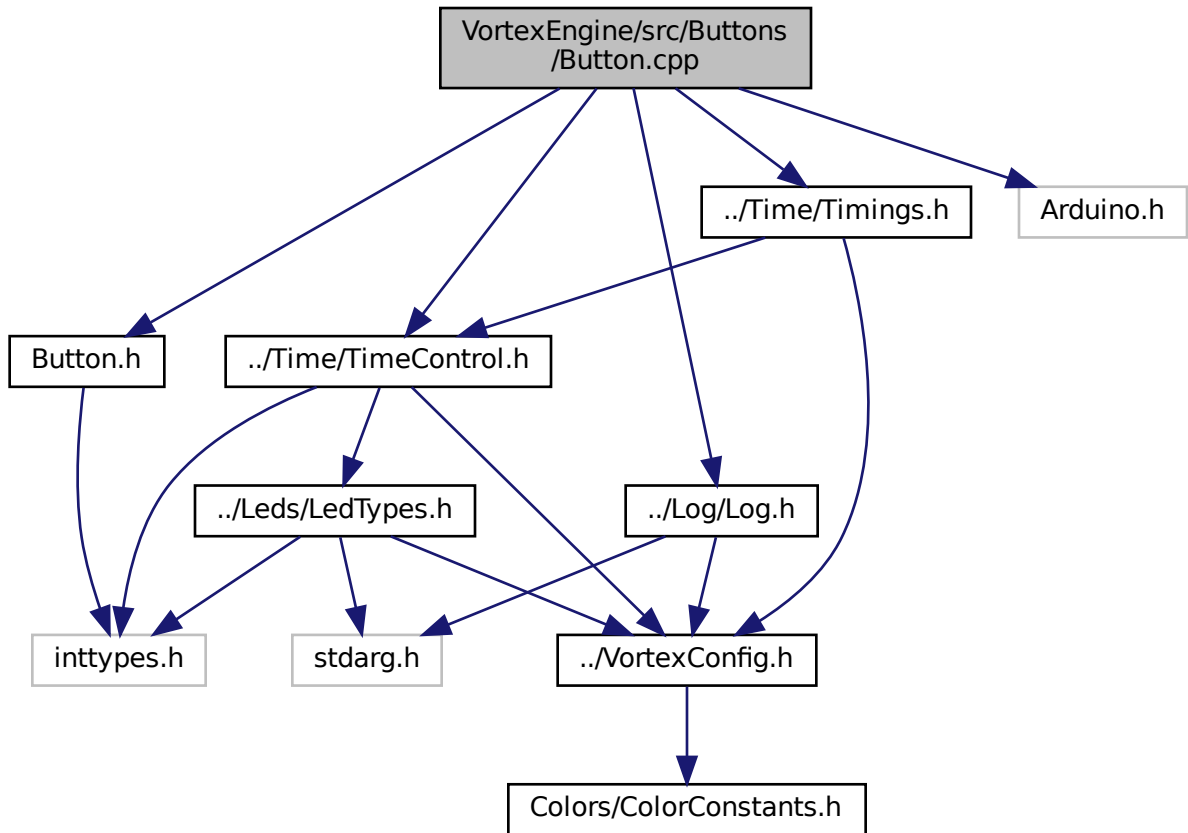 VortexEngine/src/Buttons
/Button.cpp
../Time/Timings.h
Arduino.h
Button.h
../Time/TimeControl.h
../Leds/LedTypes.h
../Log/Log.h
inttypes.h
stdarg.h
../VortexConfig.h
Colors/ColorConstants.h